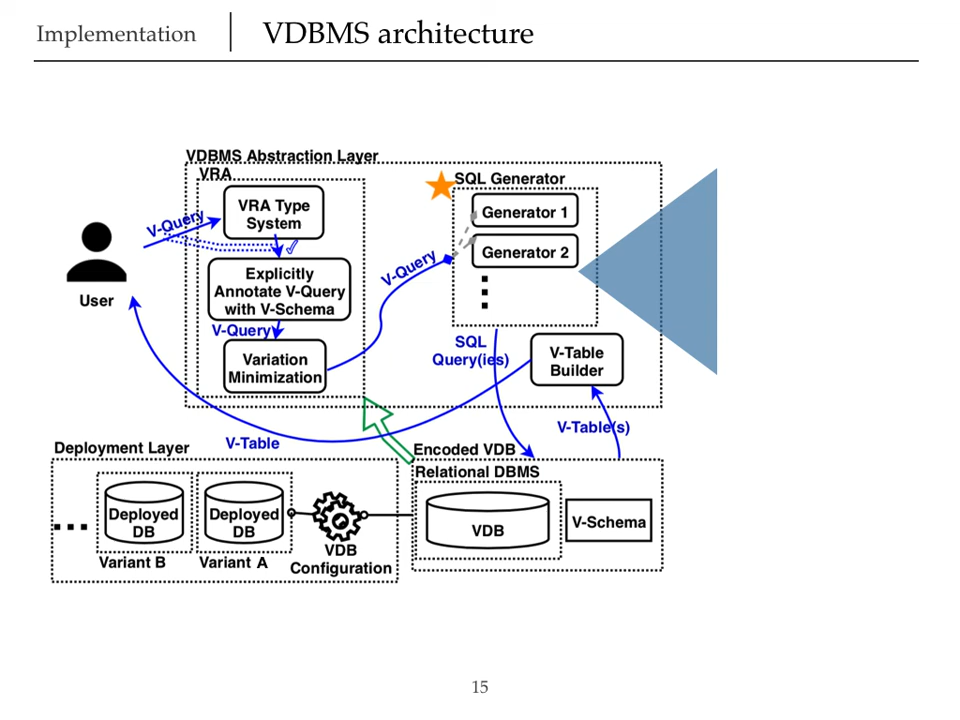 Implementation
VDBMS architecture
VDBMS Abstraction Layer
VRA
SQL Generator
V-Query
VRA Type
System
Generator 1
Generator 2
Explicitly
Annotate V-Query
with V-Schema
V-Query
User
V-Query
Variation
Minimization
SQL
Query(ies)
V-Table
Builder
V-Table(s)
V-Table
Deployment Layer
Encoded VDB
Relational DBMS
Deployed
DB
Deployed
DB
VDB
V-Schema
Variant B
Variant A
VDB
Configuration
15